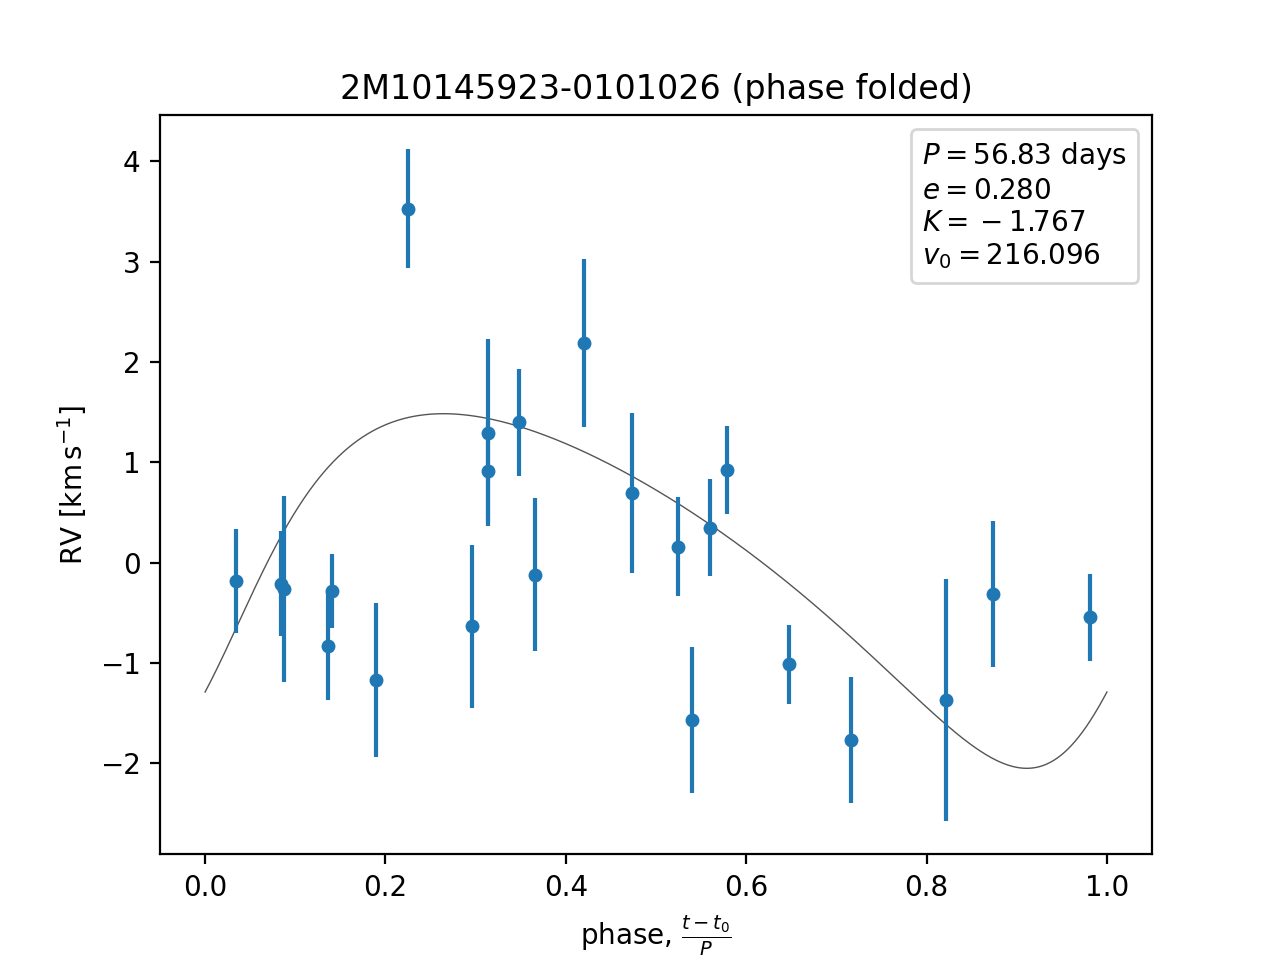 2M10145923-0101026 (phase folded)
P = 56.83 days
e = 0.280
K = −1.767
v₀ = 216.096
4
3
2
1
0
−1
−2
RV [km s⁻¹]
0.0 0.2 0.4 0.6 0.8 1.0
phase, (t − t₀)/P